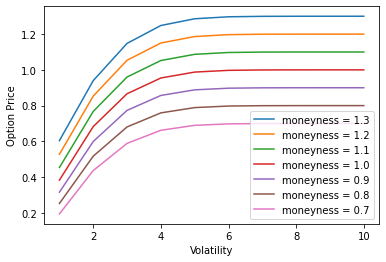 1.2
1.0
0.8
0.6
0.4
0.2
Option Price
2
4
6
8
10
Volatility
moneyness = 1.3
moneyness = 1.2
moneyness = 1.1
moneyness = 1.0
moneyness = 0.9
moneyness = 0.8
moneyness = 0.7